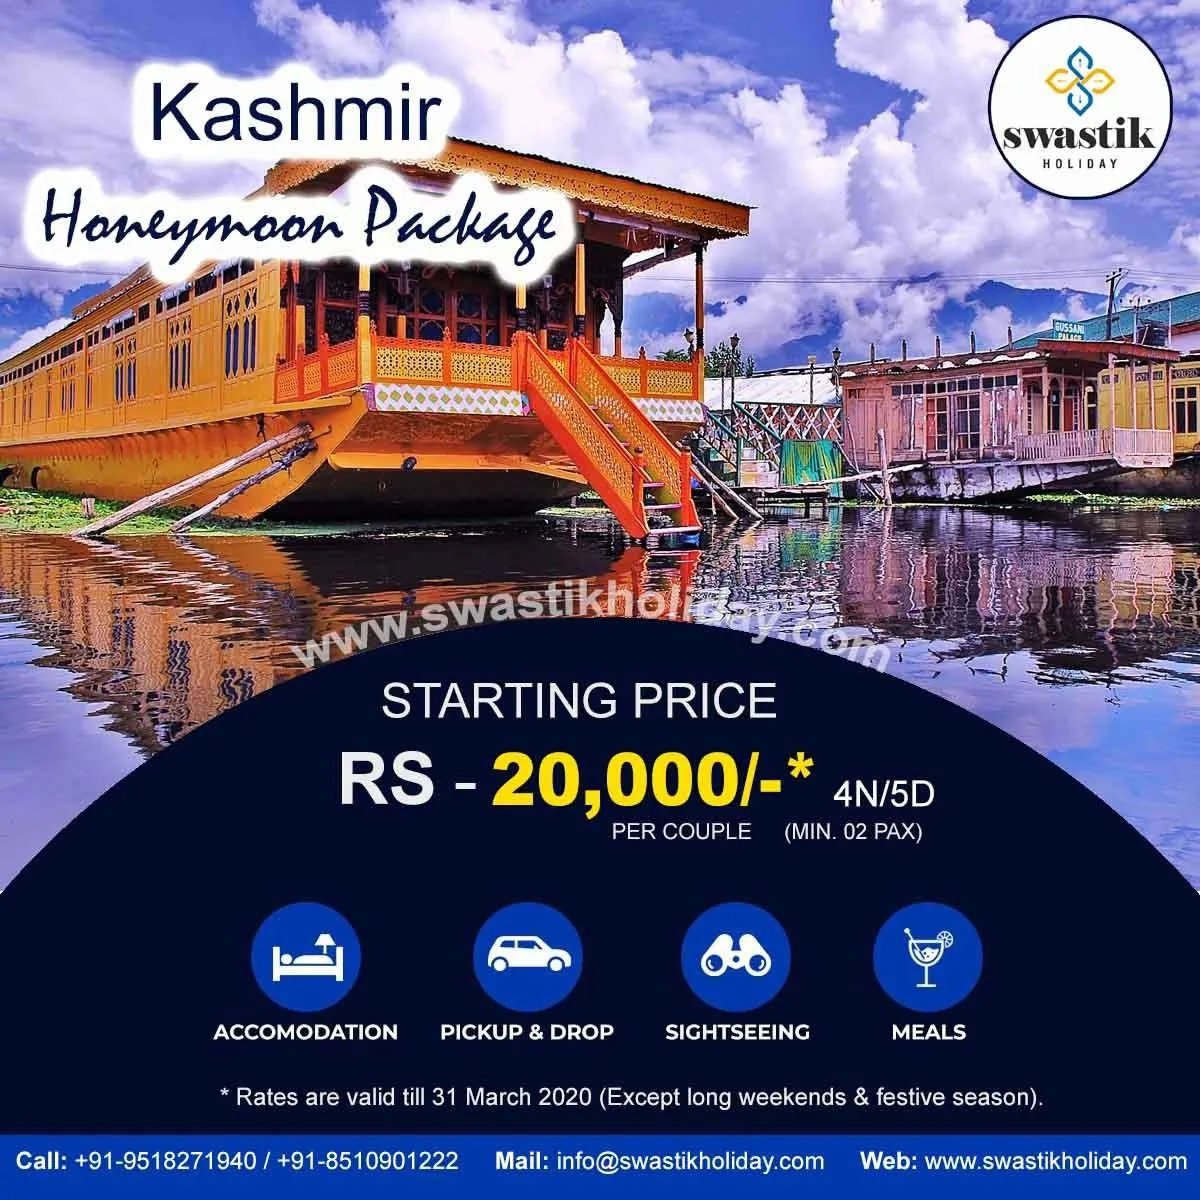 Kashmir
Honeymoon Package
swastik
HOLIDAY
GUSSANI
PALACE
www.swastikholiday.com
STARTING PRICE
RS - 20,000/-* 4N/5D
PER COUPLE (MIN. 02 PAX)
ACCOMODATION PICKUP & DROP SIGHTSEEING MEALS
* Rates are valid till 31 March 2020 (Except long weekends & festive season).
Call: +91-9518271940 / +91-8510901222 Mail: info@swastikholiday.com Web: www.swastikholiday.com